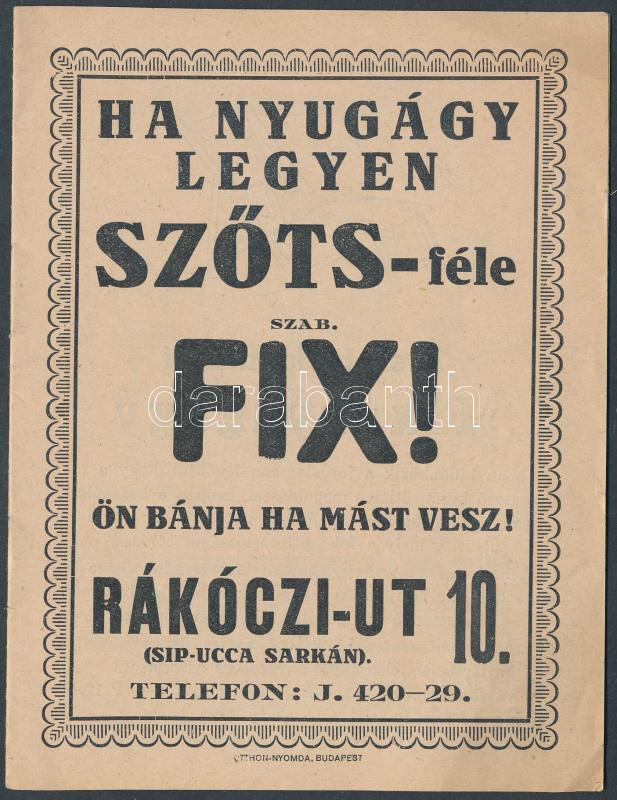 HA NYUGÁGY
LEGYEN
SZŐTS-féle
SZAB.
FIX!
darabanth
ÖN BÁNJA HA MÁST VESZ!
RÁKÓCZI-UT 10.
(SIP-UCCA SARKÁN).
TELEFON: J. 420—29.
OTTHON-NYOMDA, BUDAPEST